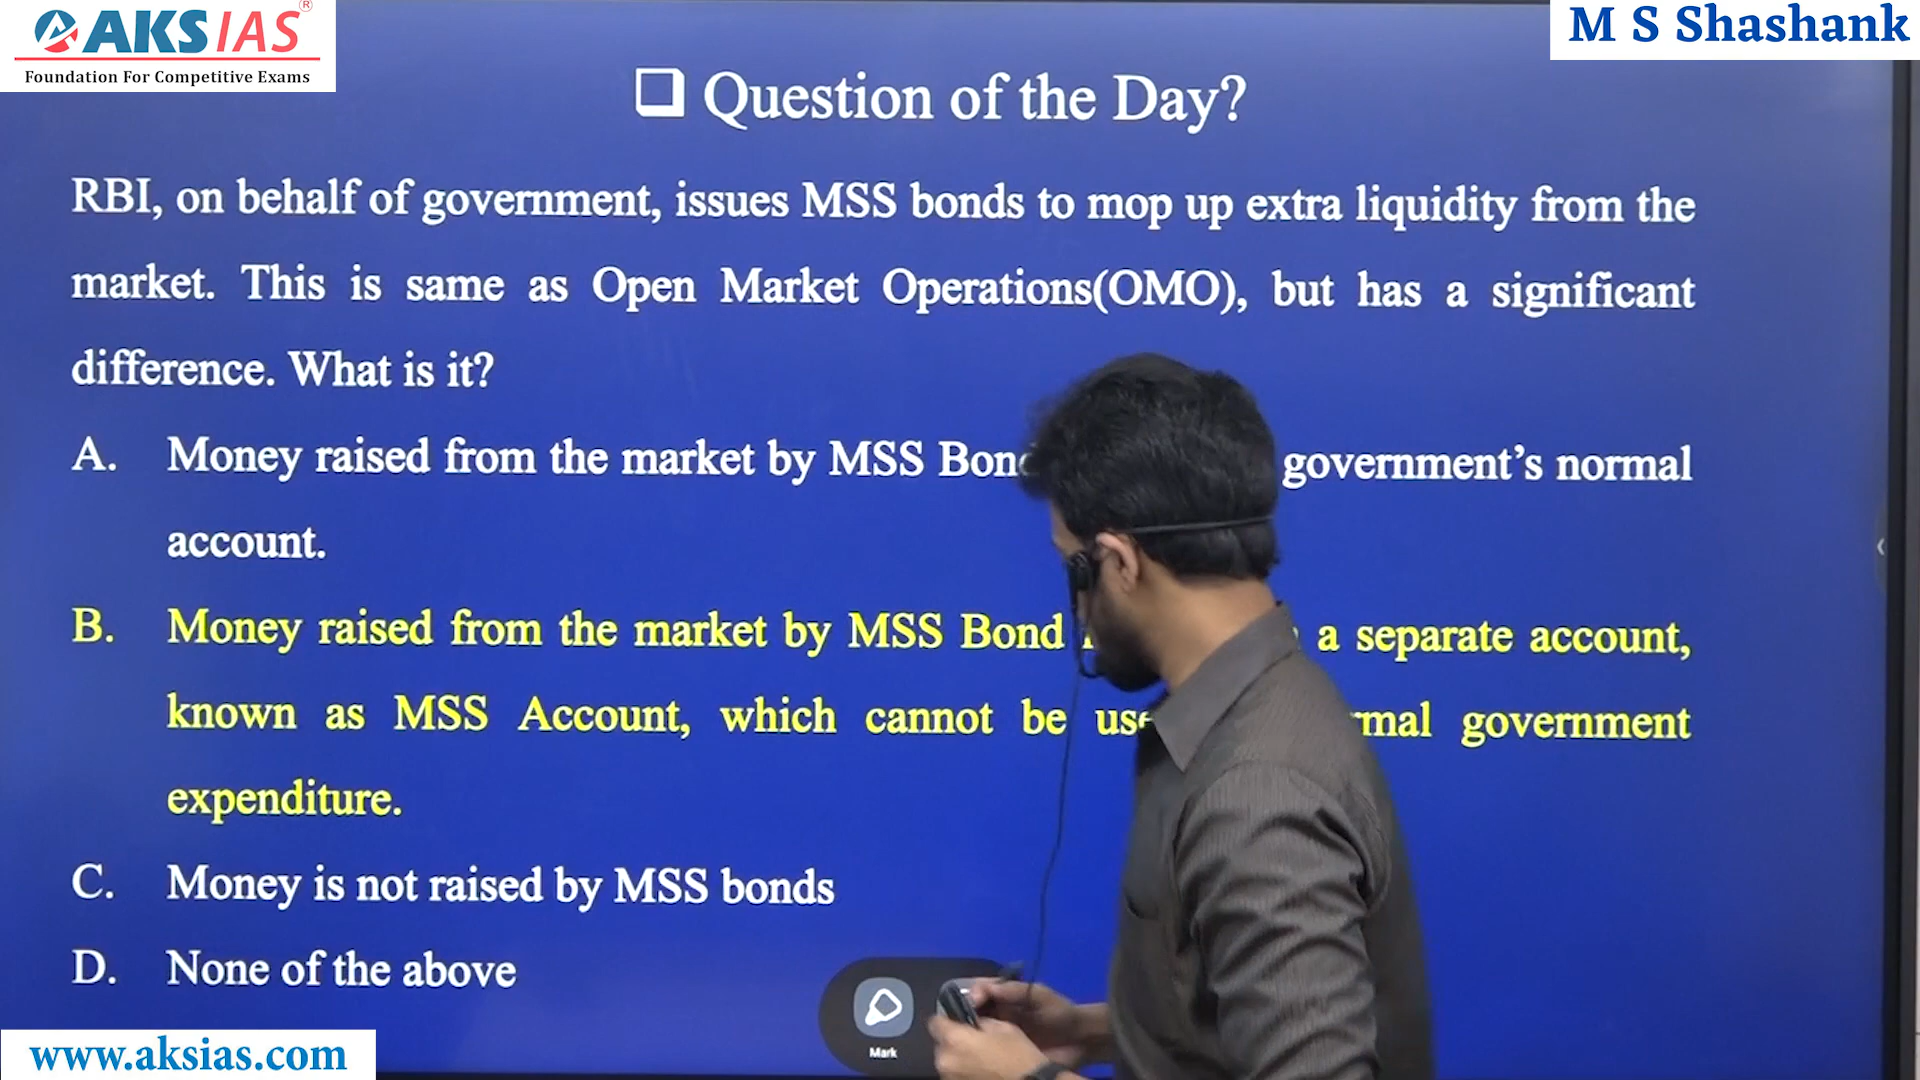 AKS IAS ®
Foundation For Competitive Exams
M S Shashank
❑ Question of the Day?
RBI, on behalf of government, issues MSS bonds to mop up extra liquidity from the
market. This is same as Open Market Operations(OMO), but has a significant
difference. What is it?
A. Money raised from the market by MSS government's normal
account.
B. Money raised from the market by MSS Bond a separate account,
known as MSS Account, which cannot be government
expenditure.
C. Money is not raised by MSS bonds
D. None of the above
Mark
www.aksias.com